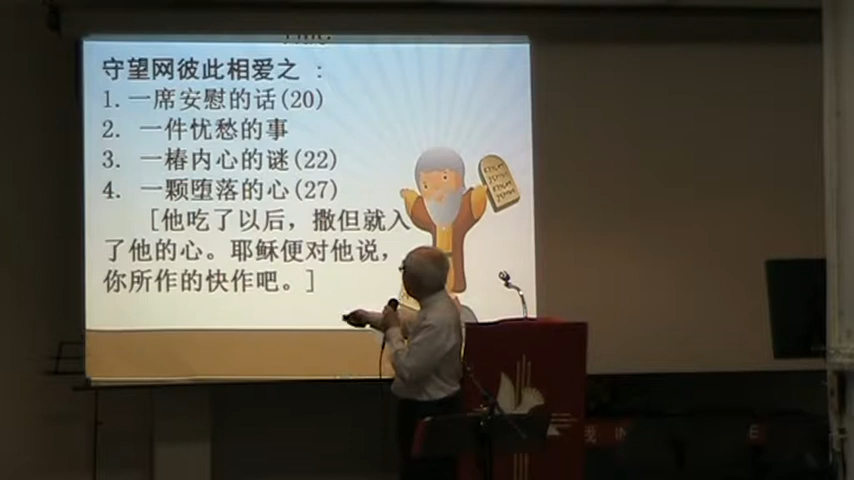 守望网彼此相爱之 :
1. 一席安慰的话(20)
2. 一件忧愁的事
3. 一椿内心的谜(22)
4. 一颗堕落的心(27)
[他吃了以后，撒但就入
了他的心。耶稣便对他说，
你所作的快作吧。]